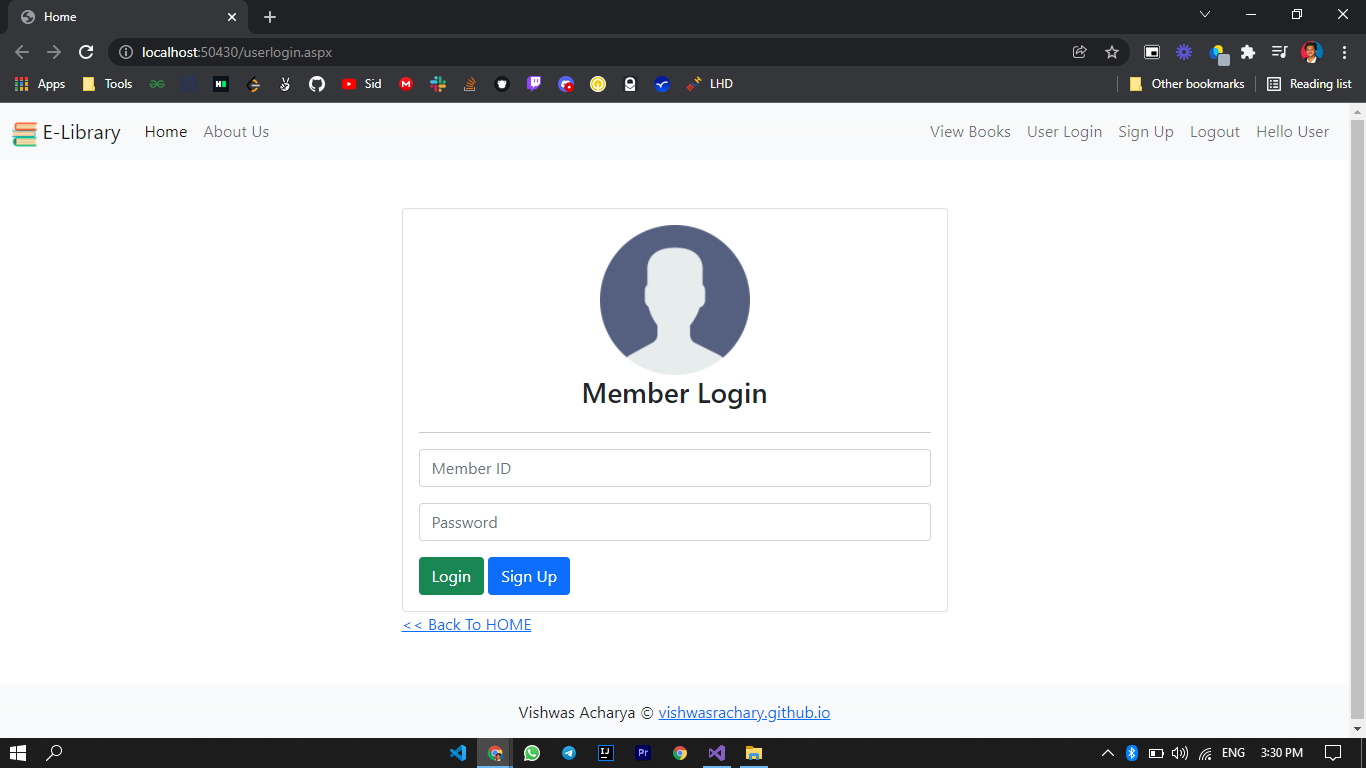 Home
localhost:50430/userlogin.aspx
Apps Tools Sid LHD Other bookmarks Reading list
E-Library Home About Us View Books User Login Sign Up Logout Hello User
Member Login
Member ID
Password
Login Sign Up
<< Back To HOME
Vishwas Acharya © vishwasrachary.github.io
ENG 3:30 PM